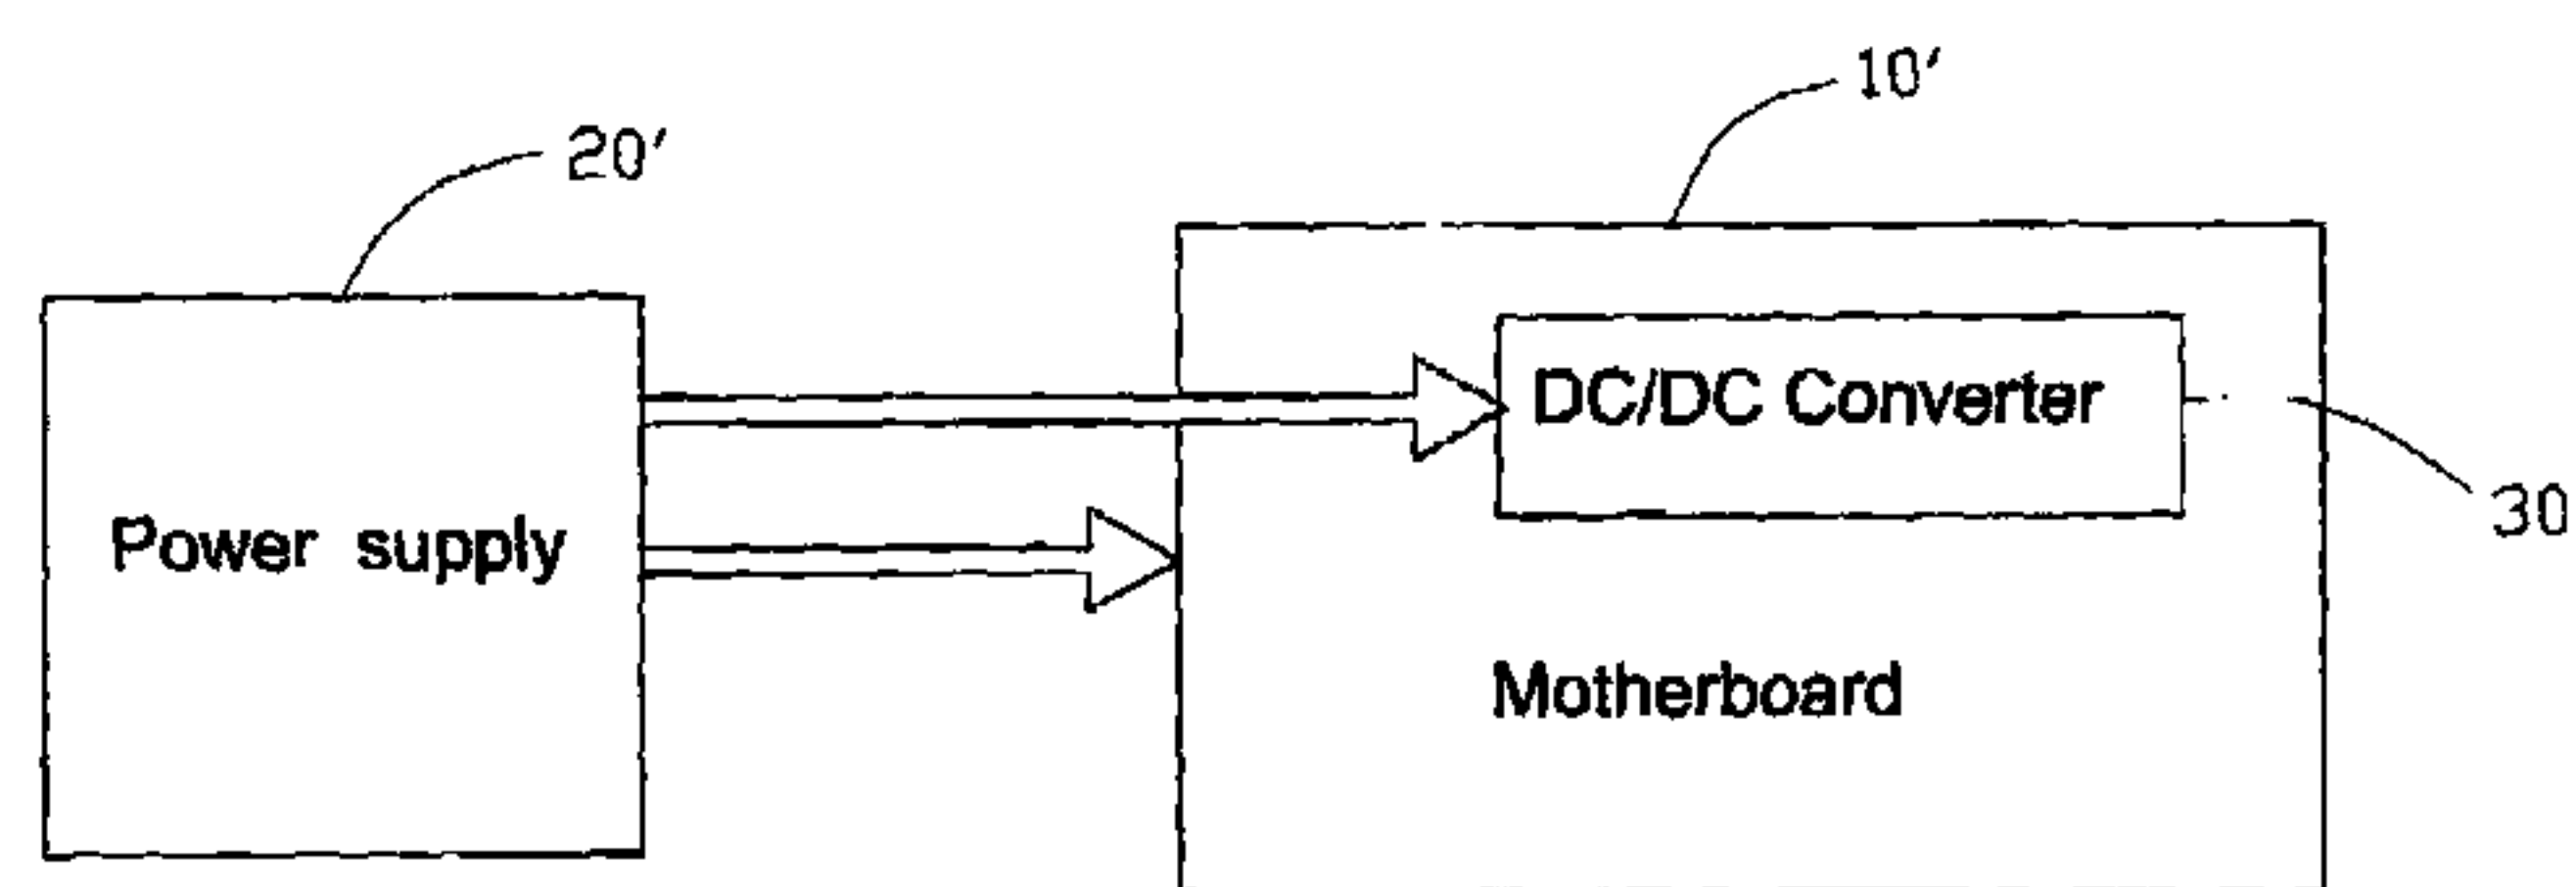 10'
20'
DC/DC Converter
30
Power supply
Motherboard